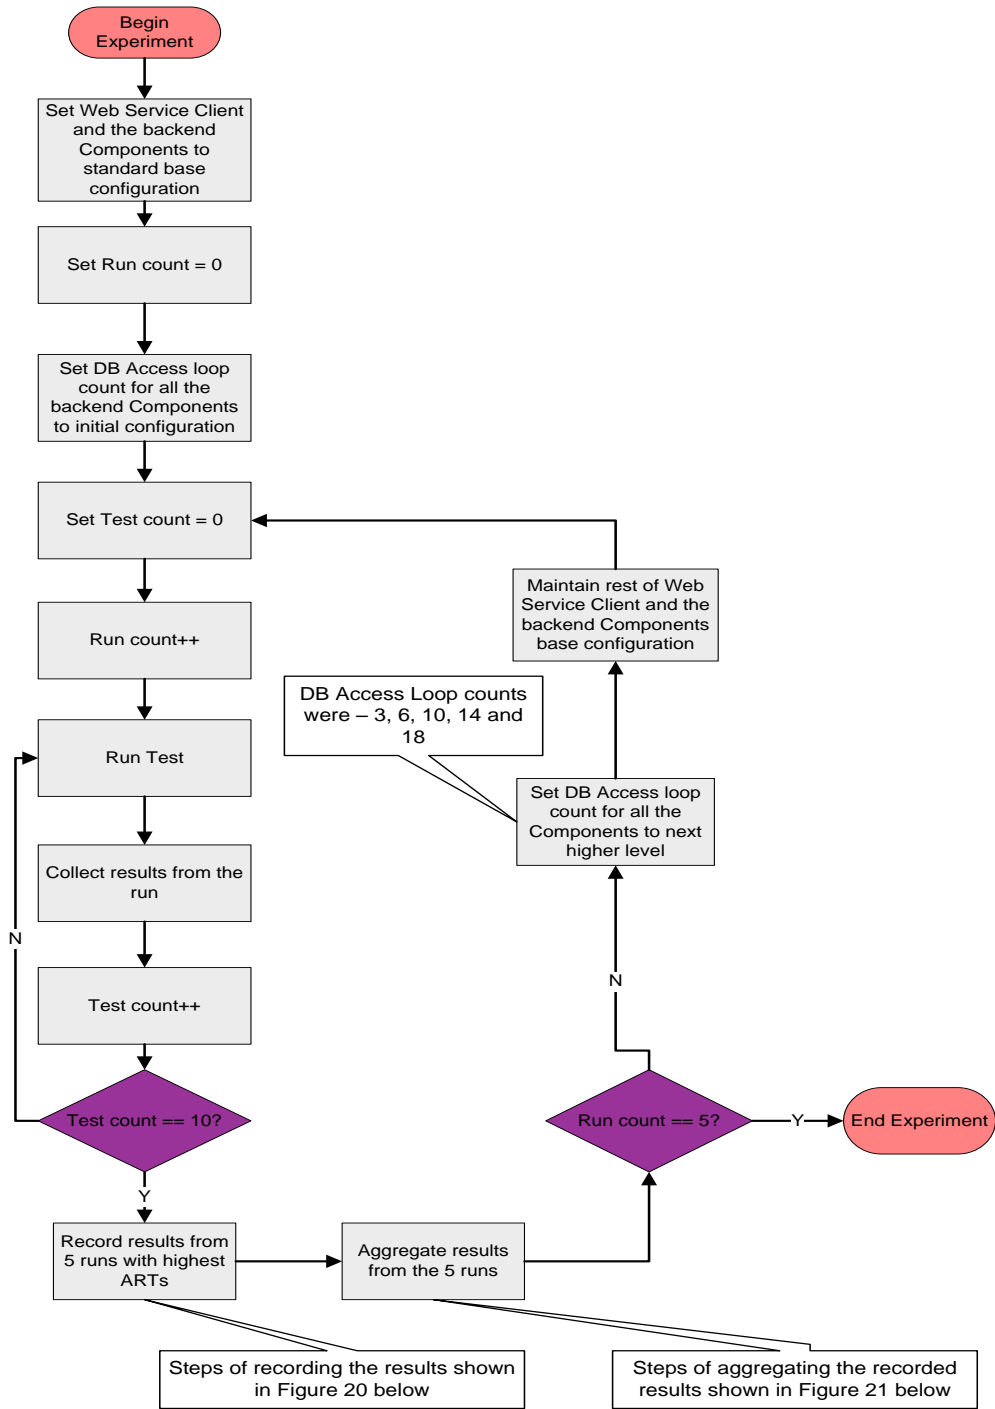 Begin
Experiment
Set Web Service Client
and the backend
Components to
standard base
configuration
Set Run count = 0
Set DB Access loop
count for all the
backend Components
to initial configuration
Set Test count = 0
Run count++
Run Test
Collect results from the
run
Test count++
N
Test count == 10?
Y
Record results from
5 runs with highest
ARTs
Steps of recording the results shown
in Figure 20 below
Aggregate results
from the 5 runs
Steps of aggregating the recorded
results shown in Figure 21 below
Run count == 5?
Y
End Experiment
N
Set DB Access loop
count for all the
Components to next
higher level
DB Access Loop counts
were – 3, 6, 10, 14 and
18
Maintain rest of Web
Service Client and the
backend Components
base configuration